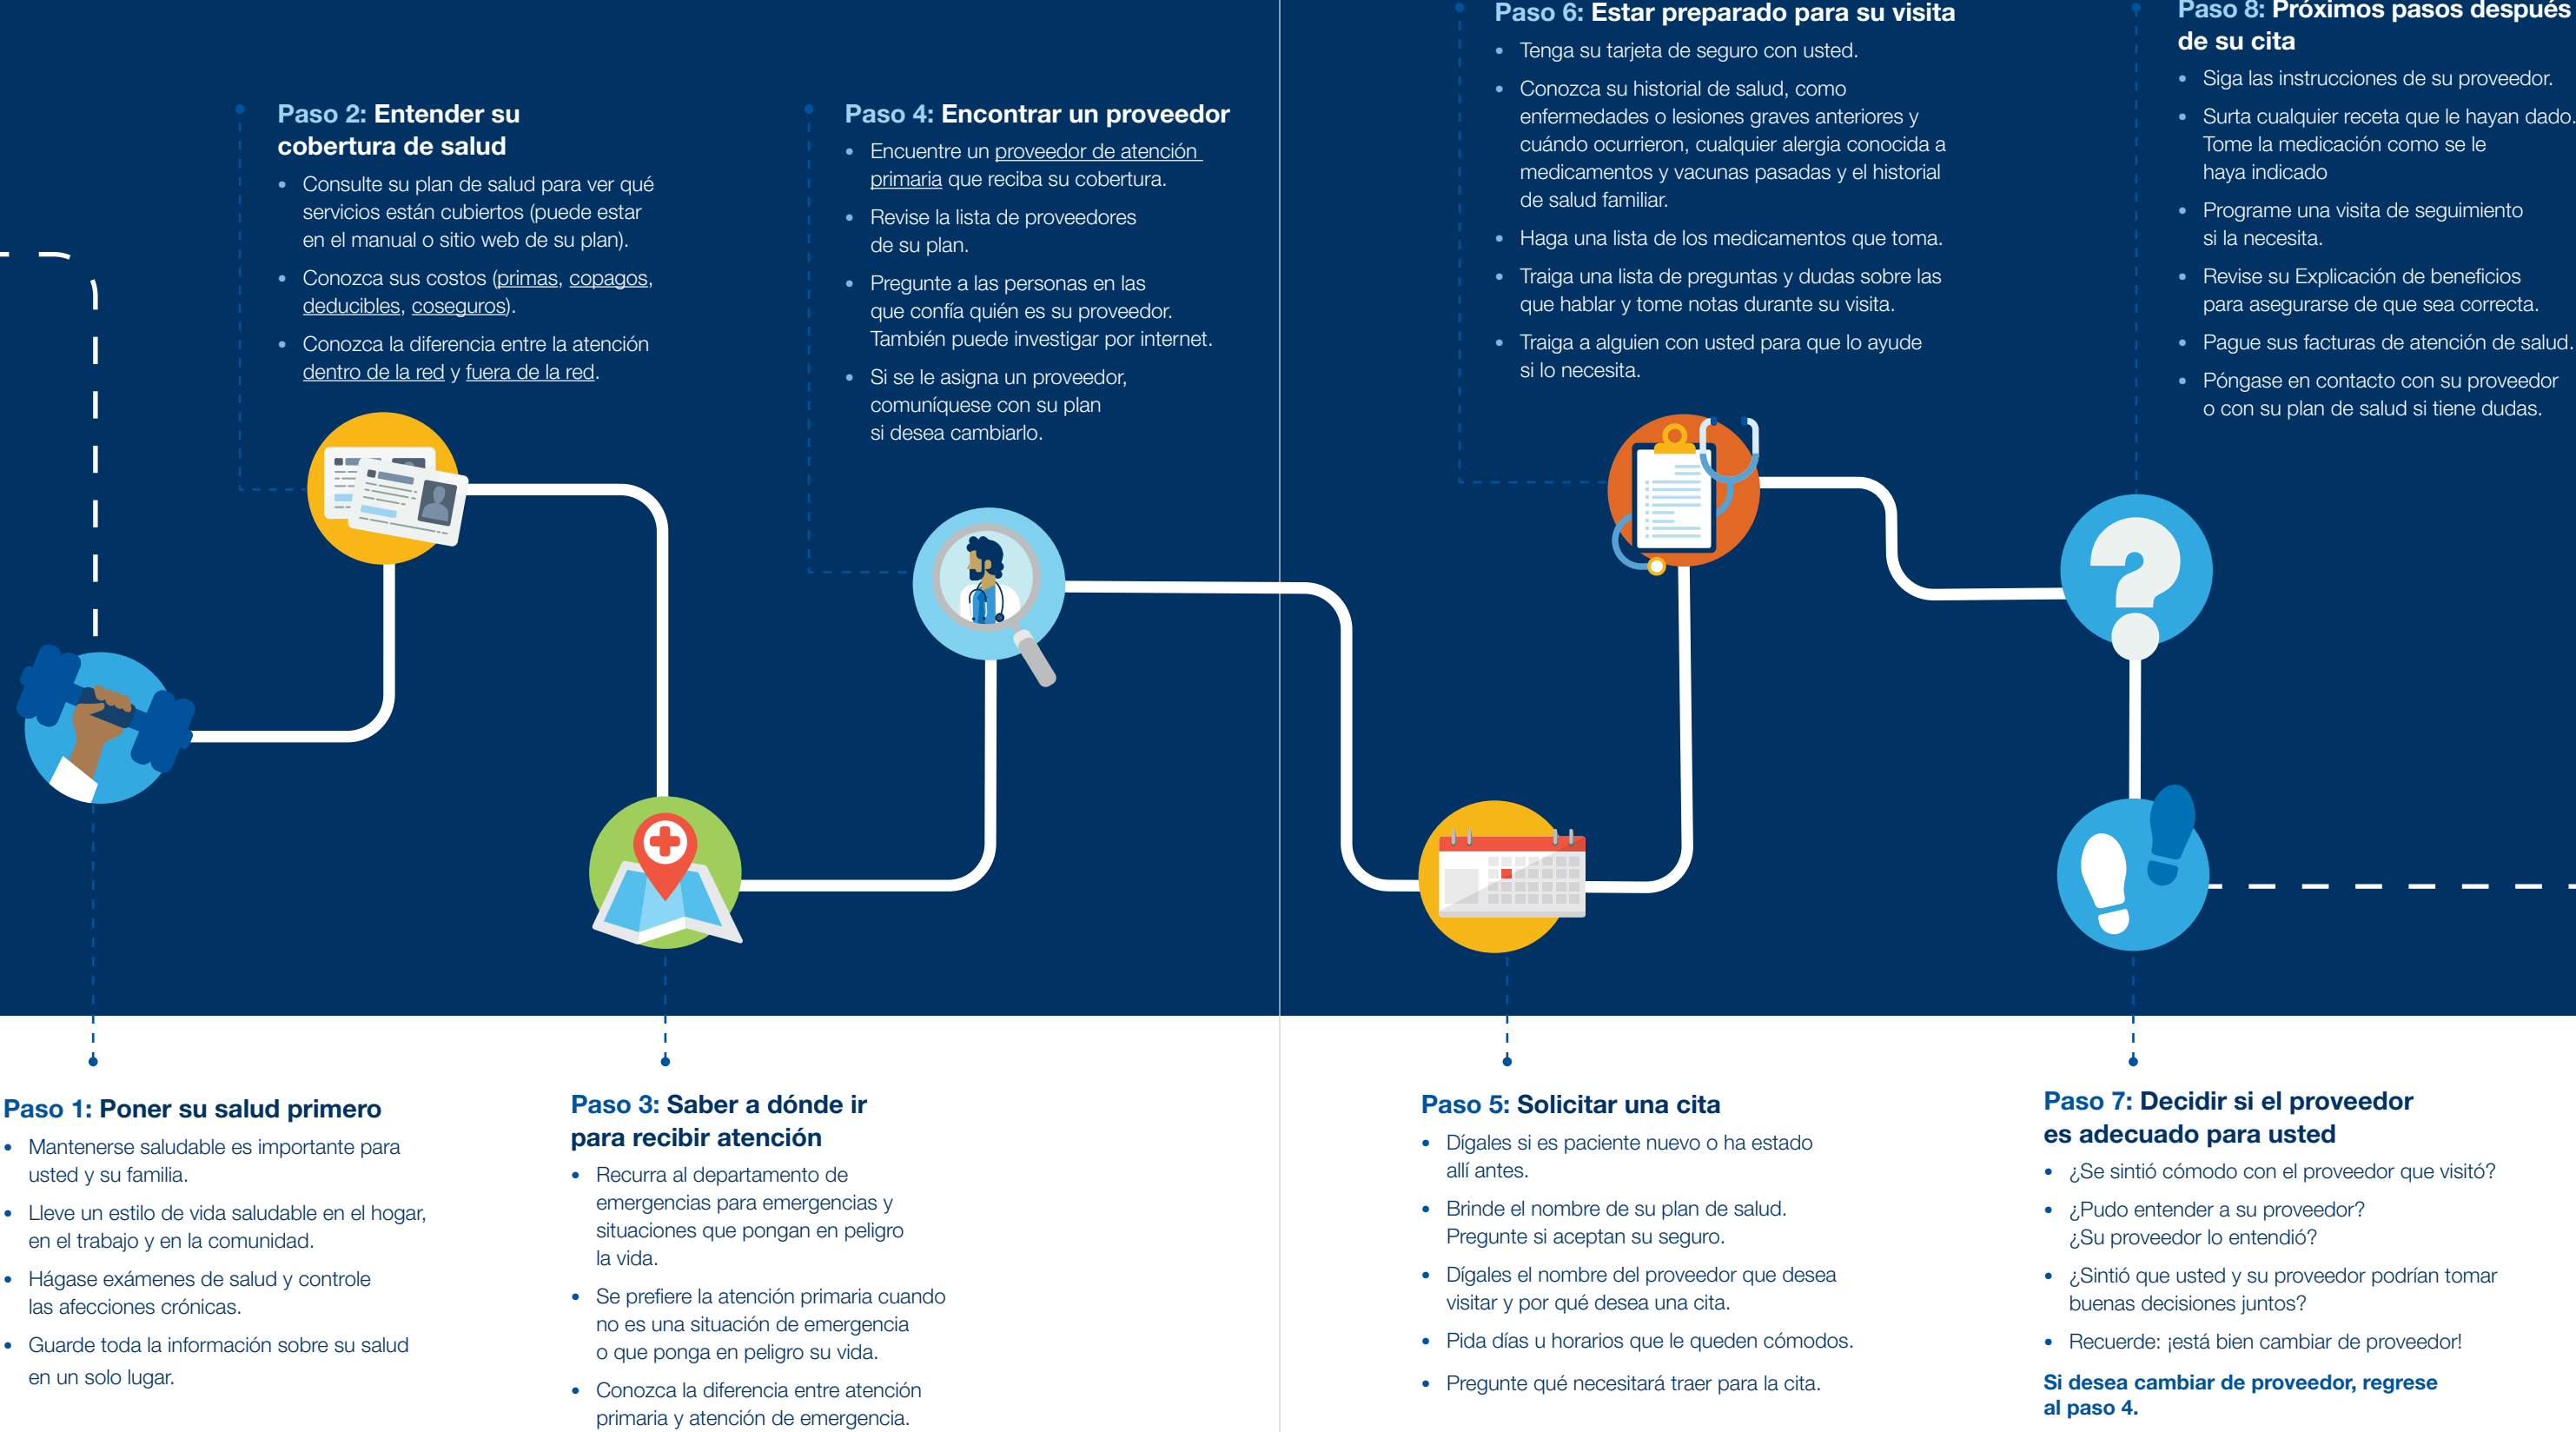 Paso 1: Poner su salud primero
• Mantenerse saludable es importante para
usted y su familia.
• Lleve un estilo de vida saludable en el hogar,
en el trabajo y en la comunidad.
• Hágase exámenes de salud y controle
las afecciones crónicas.
• Guarde toda la información sobre su salud
en un solo lugar.
Paso 2: Entender su
cobertura de salud
• Consulte su plan de salud para ver qué
servicios están cubiertos (puede estar
en el manual o sitio web de su plan).
• Conozca sus costos (primas, copagos,
deducibles, coseguros).
• Conozca la diferencia entre la atención
dentro de la red y fuera de la red.
Paso 3: Saber a dónde ir
para recibir atención
• Recurra al departamento de
emergencias para emergencias y
situaciones que pongan en peligro
la vida.
• Se prefiere la atención primaria cuando
no es una situación de emergencia
o que ponga en peligro su vida.
• Conozca la diferencia entre atención
primaria y atención de emergencia.
Paso 4: Encontrar un proveedor
• Encuentre un proveedor de atención
primaria que reciba su cobertura.
• Revise la lista de proveedores
de su plan.
• Pregunte a las personas en las
que confía quién es su proveedor.
También puede investigar por internet.
• Si se le asigna un proveedor,
comuníquese con su plan
si desea cambiarlo.
Paso 5: Solicitar una cita
• Dígales si es paciente nuevo o ha estado
allí antes.
• Brinde el nombre de su plan de salud.
Pregunte si aceptan su seguro.
• Dígales el nombre del proveedor que desea
visitar y por qué desea una cita.
• Pida días u horarios que le queden cómodos.
• Pregunte qué necesitará traer para la cita.
Paso 6: Estar preparado para su visita
• Tenga su tarjeta de seguro con usted.
• Conozca su historial de salud, como
enfermedades o lesiones graves anteriores y
cuándo ocurrieron, cualquier alergia conocida a
medicamentos y vacunas pasadas y el historial
de salud familiar.
• Haga una lista de los medicamentos que toma.
• Traiga una lista de preguntas y dudas sobre las
que hablar y tome notas durante su visita.
• Traiga a alguien con usted para que lo ayude
si lo necesita.
Paso 7: Decidir si el proveedor
es adecuado para usted
• ¿Se sintió cómodo con el proveedor que visitó?
• ¿Pudo entender a su proveedor?
¿Su proveedor lo entendió?
• ¿Sintió que usted y su proveedor podrían tomar
buenas decisiones juntos?
• Recuerde: ¡está bien cambiar de proveedor!
Si desea cambiar de proveedor, regrese
al paso 4.
Paso 8: Próximos pasos después
de su cita
• Siga las instrucciones de su proveedor.
• Surta cualquier receta que le hayan dado.
Tome la medicación como se le
haya indicado
• Programe una visita de seguimiento
si la necesita.
• Revise su Explicación de beneficios
para asegurarse de que sea correcta.
• Pague sus facturas de atención de salud.
• Póngase en contacto con su proveedor
o con su plan de salud si tiene dudas.